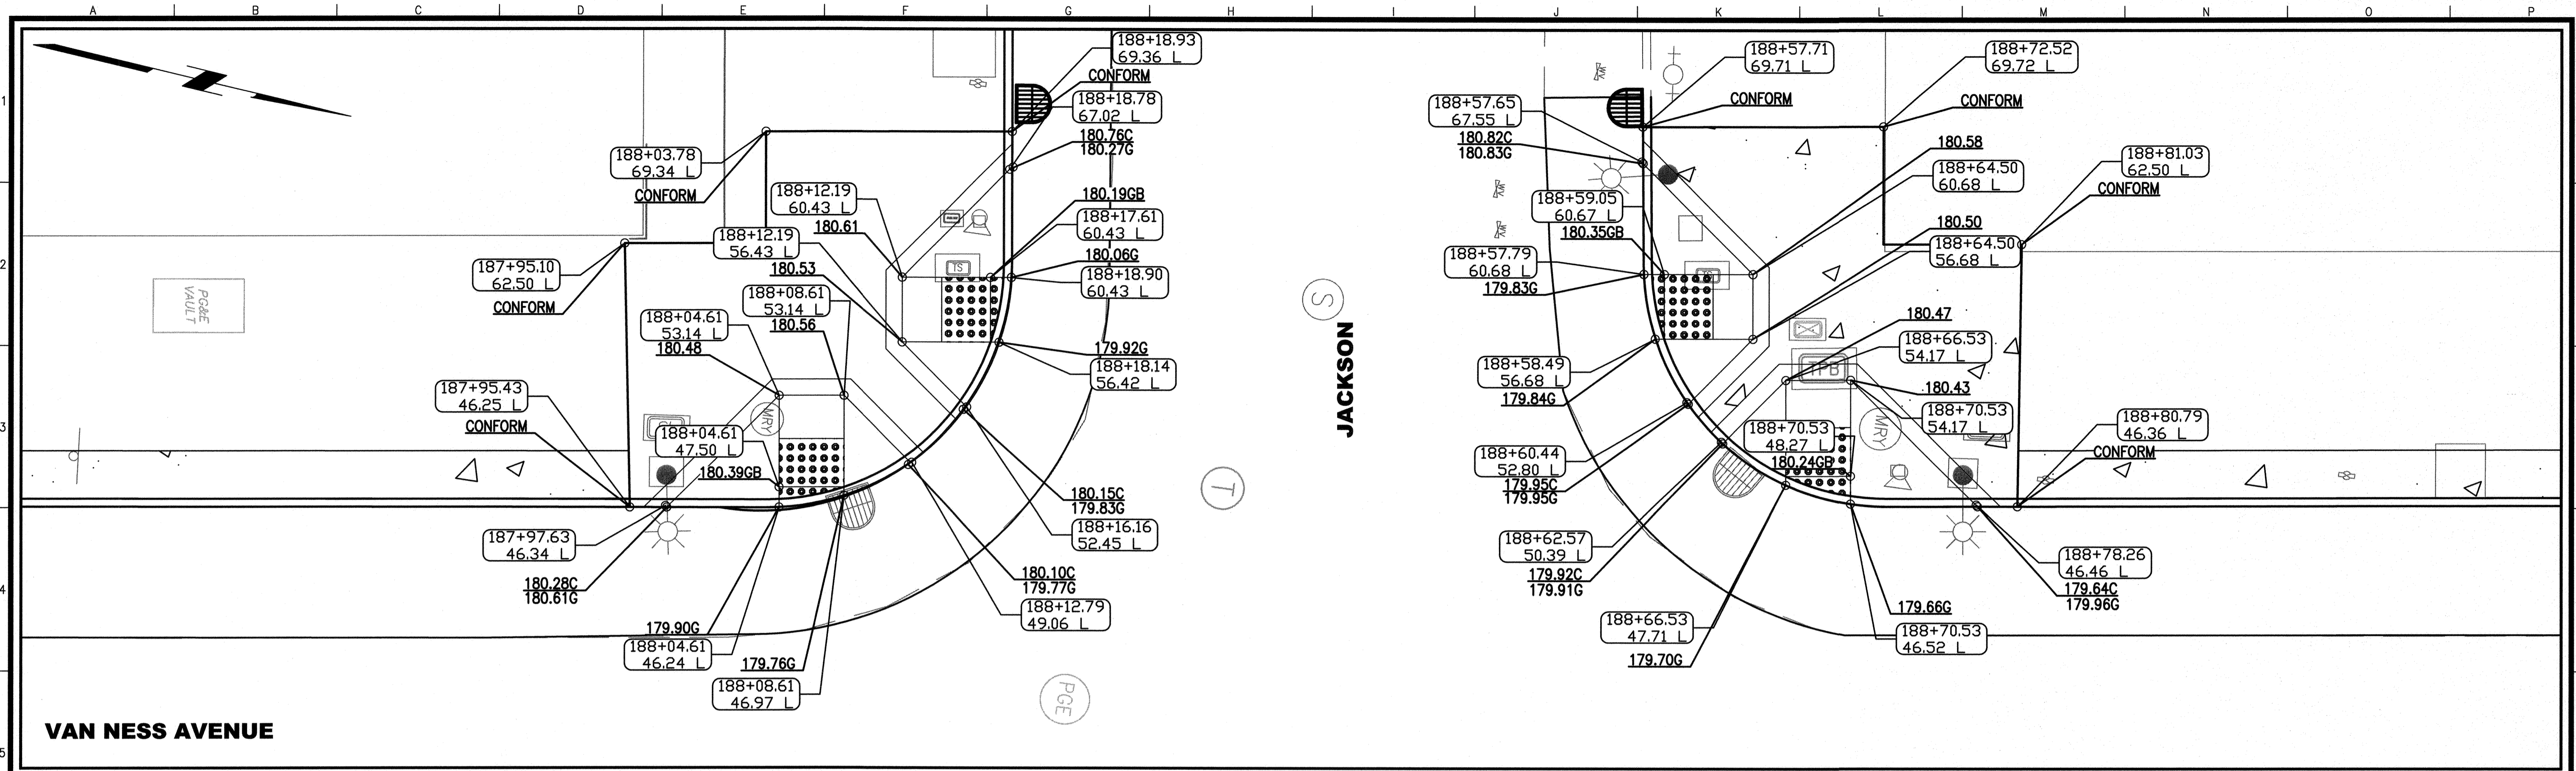 A B C D E F G H I J K L M N O P
1
2
3
4
5
188+18.93
69.36 L
CONFORM
188+18.78
67.02 L
180.76C
180.27G
188+03.78
69.34 L
CONFORM
188+12.19
60.43 L
180.61
180.19GB
188+17.61
60.43 L
188+12.19
56.43 L
180.53
180.06G
188+18.90
60.43 L
TS
187+95.10
62.50 L
CONFORM
PG&E
VAULT
188+08.61
53.14 L
180.56
188+04.61
53.14 L
180.48
179.92G
188+18.14
56.42 L
187+95.43
46.25 L
CONFORM
MRY
188+04.61
47.50 L
180.39GB
180.15C
179.83G
188+16.16
52.45 L
187+97.63
46.34 L
180.28C
180.61G
180.10C
179.77G
188+12.79
49.06 L
179.90G
188+04.61
46.24 L
179.76G
188+08.61
46.97 L
S
T
PGE
JACKSON
WV
WV
WV
188+57.71
69.71 L
CONFORM
188+72.52
69.72 L
CONFORM
188+57.65
67.55 L
180.82C
180.83G
180.58
188+64.50
60.68 L
188+81.03
62.50 L
CONFORM
188+59.05
60.67 L
180.35GB
180.50
188+64.50
56.68 L
188+57.79
60.68 L
179.83G
TS
180.47
188+66.53
54.17 L
TPB
188+58.49
56.68 L
179.84G
180.43
188+70.53
54.17 L
188+70.53
48.27 L
180.24GB
MRY
188+80.79
46.36 L
CONFORM
188+60.44
52.80 L
179.95C
179.95G
188+62.57
50.39 L
179.92C
179.91G
188+78.26
46.46 L
179.64C
179.96G
188+66.53
47.71 L
179.70G
179.66G
188+70.53
46.52 L
VAN NESS AVENUE